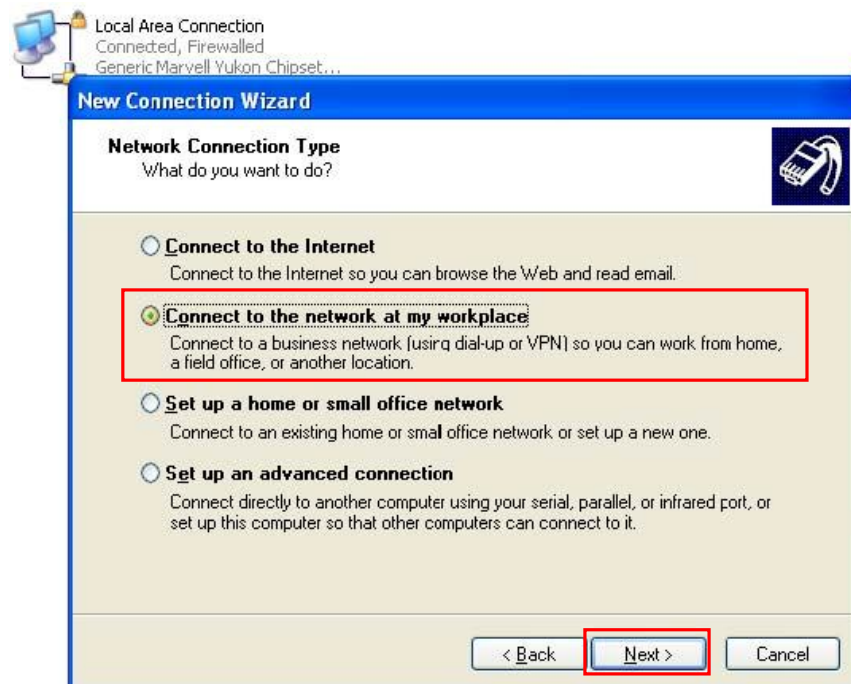 Local Area Connection
Connected, Firewalled
Generic Marvell Yukon Chipset...
New Connection Wizard
Network Connection Type
What do you want to do?
Connect to the Internet
Connect to the Internet so you can browse the Web and read email.
Connect to the network at my workplace
Connect to a business network (using dial-up or VPN) so you can work from home,
a field office, or another location.
Set up a home or small office network
Connect to an existing home or small office network or set up a new one.
Set up an advanced connection
Connect directly to another computer using your serial, parallel, or infrared port, or
set up this computer so that other computers can connect to it.
< Back Next > Cancel